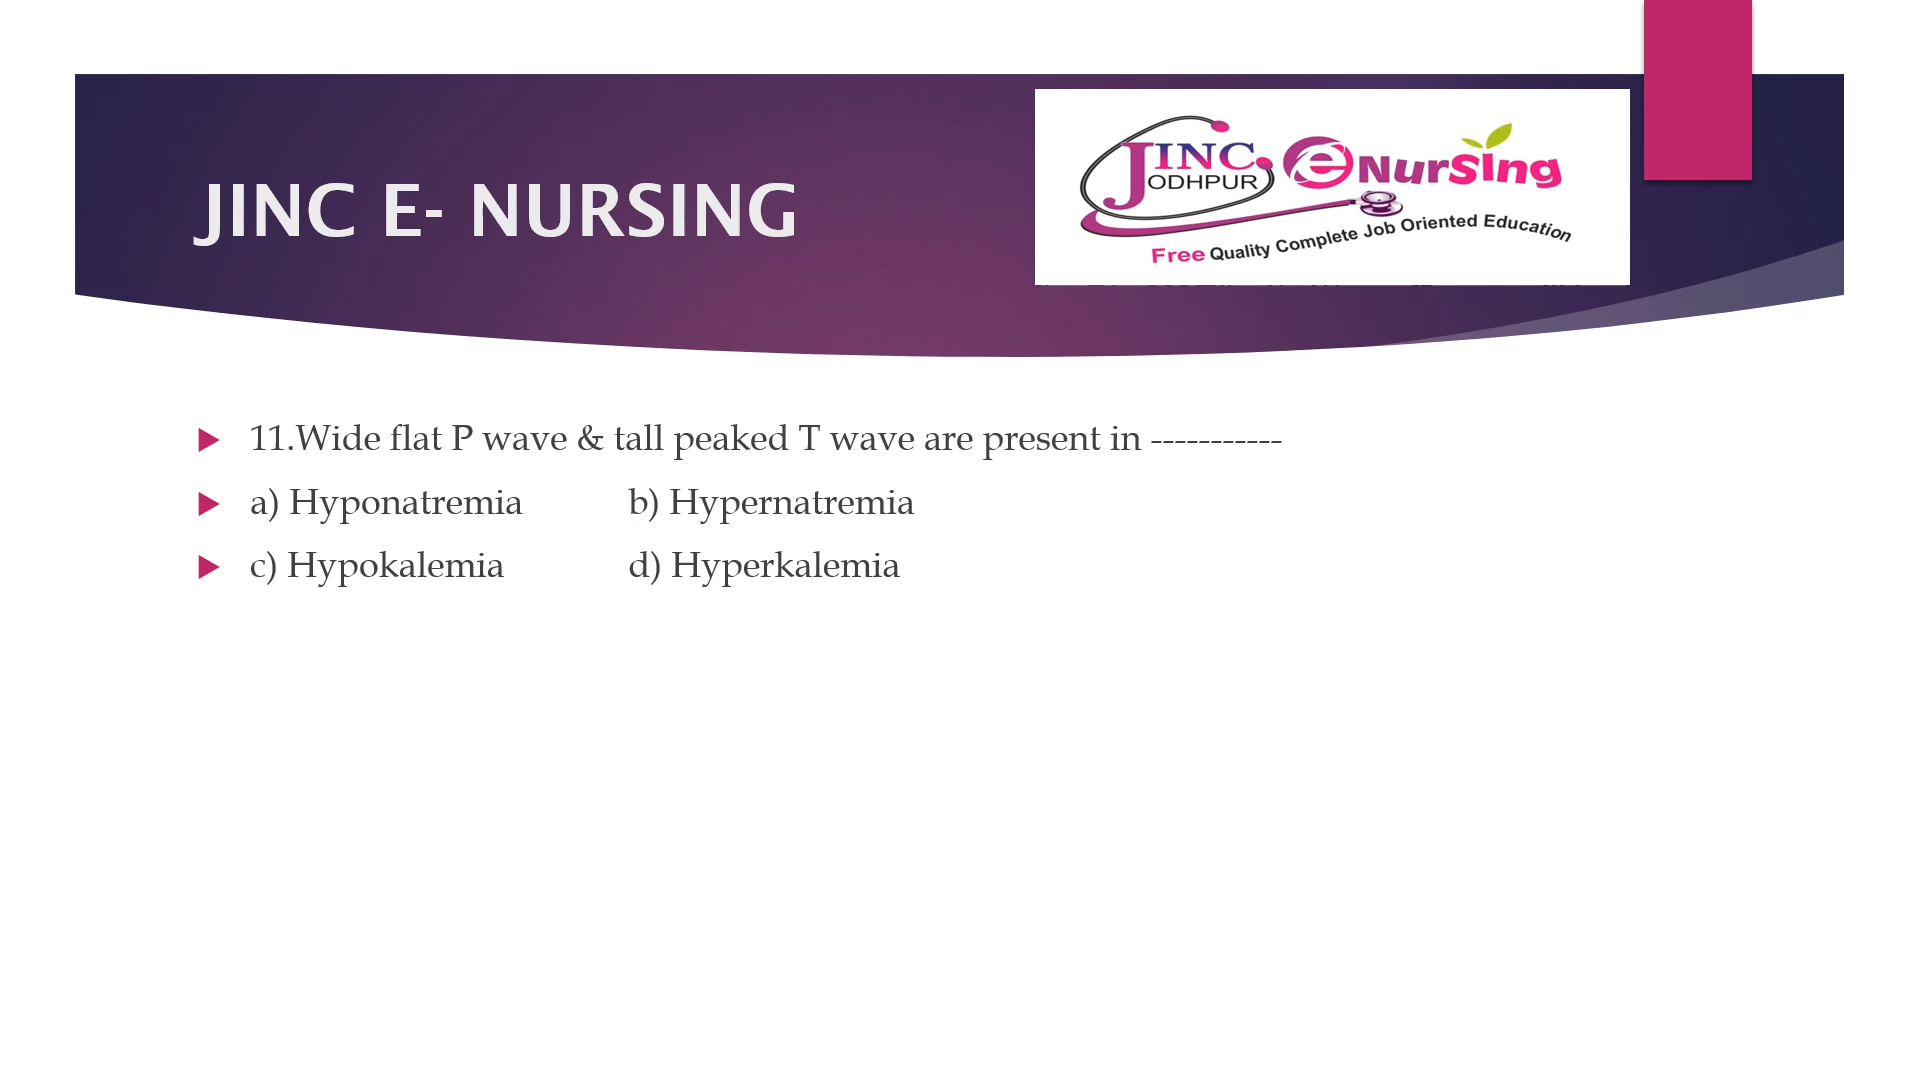 JINC E- NURSING
JINC
ODHPUR
eNurSIng
Free Quality Complete Job Oriented Education
11.Wide flat P wave & tall peaked T wave are present in -----------
a) Hyponatremia b) Hypernatremia
c) Hypokalemia d) Hyperkalemia